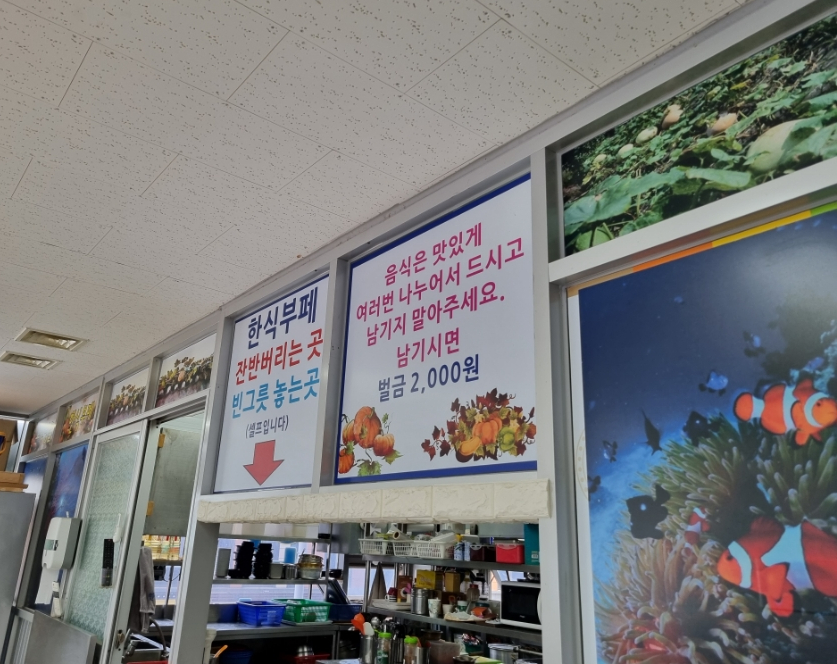 한식부페
잔반버리는 곳
빈그릇 놓는곳
(셀프입니다)
음식은 맛있게
여러번 나누어서 드시고
남기지 말아주세요.
남기시면
벌금 2,000원